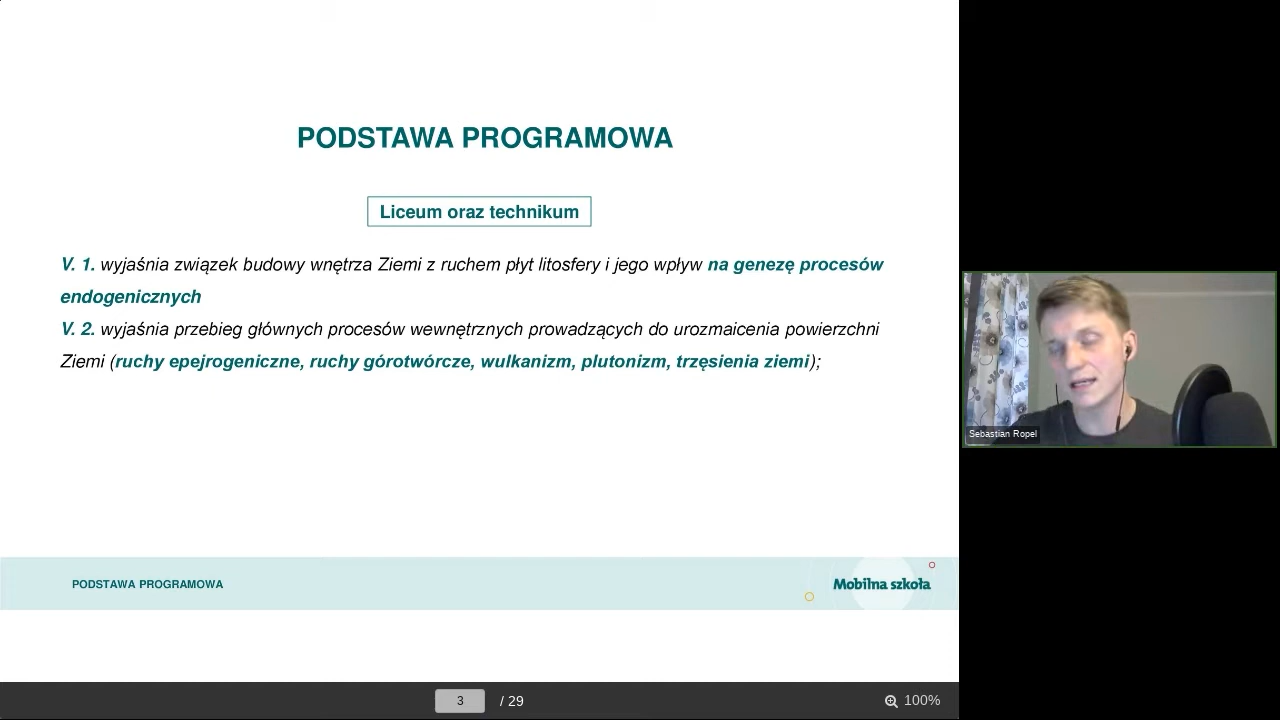 PODSTAWA PROGRAMOWA
Liceum oraz technikum
V. 1. wyjaśnia związek budowy wnętrza Ziemi z ruchem płyt litosfery i jego wpływ na genezę procesów
endogenicznych
V. 2. wyjaśnia przebieg głównych procesów wewnętrznych prowadzących do urozmaicenia powierzchni
Ziemi (ruchy epejrogeniczne, ruchy górotwórcze, wulkanizm, plutonizm, trzęsienia ziemi);
Sebastian Ropel
PODSTAWA PROGRAMOWA
Mobilna szkoła
3 / 29
100%